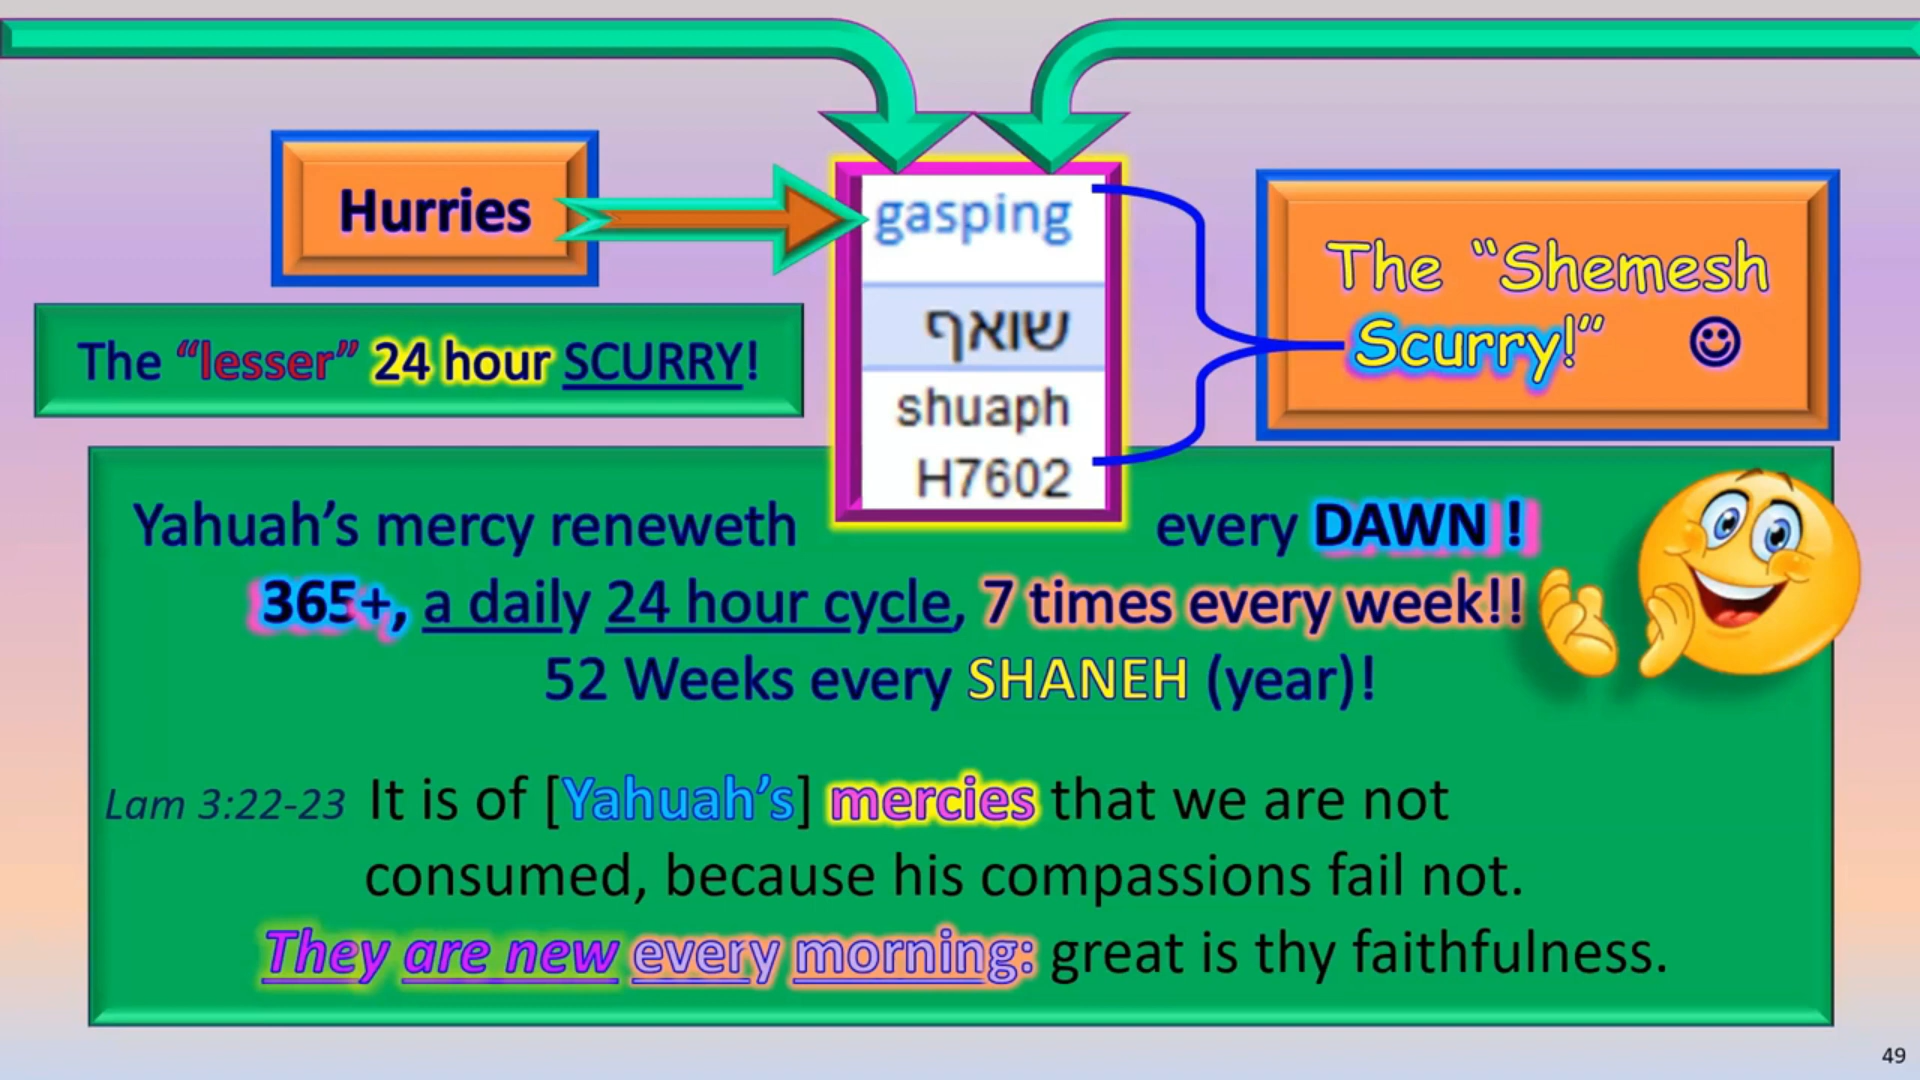 Hurries
gasping
שואף
shuaph
H7602
The “Shemesh
Scurry!”
The “lesser” 24 hour SCURRY!
Yahuah’s mercy reneweth every DAWN !
365+, a daily 24 hour cycle, 7 times every week!!
52 Weeks every SHANEH (year)!
Lam 3:22-23 It is of [Yahuah’s] mercies that we are not
consumed, because his compassions fail not.
They are new every morning: great is thy faithfulness.
49